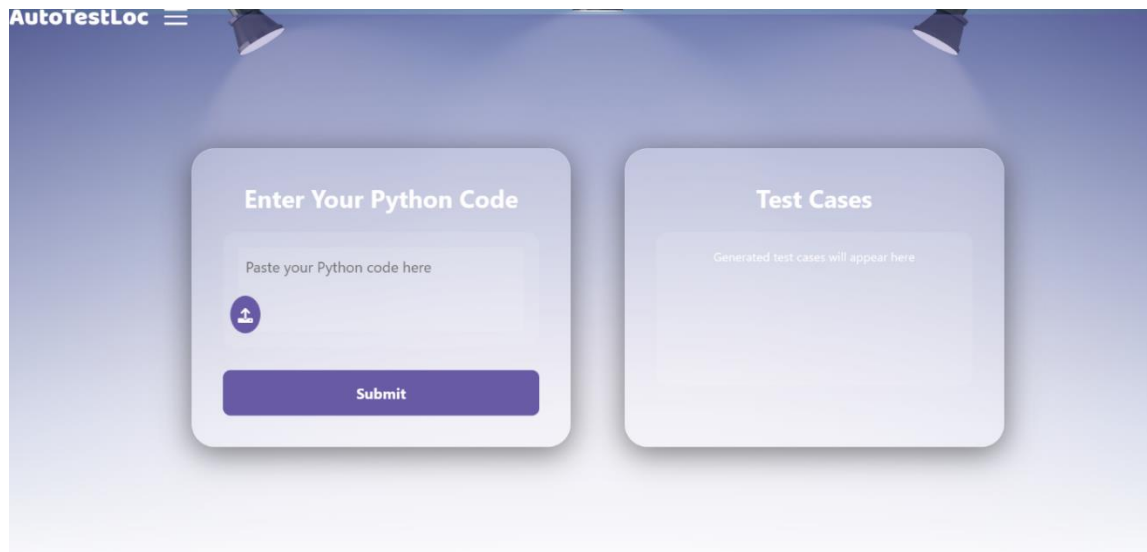 AutoTestLoc
Enter Your Python Code
Paste your Python code here
Submit
Test Cases
Generated test cases will appear here